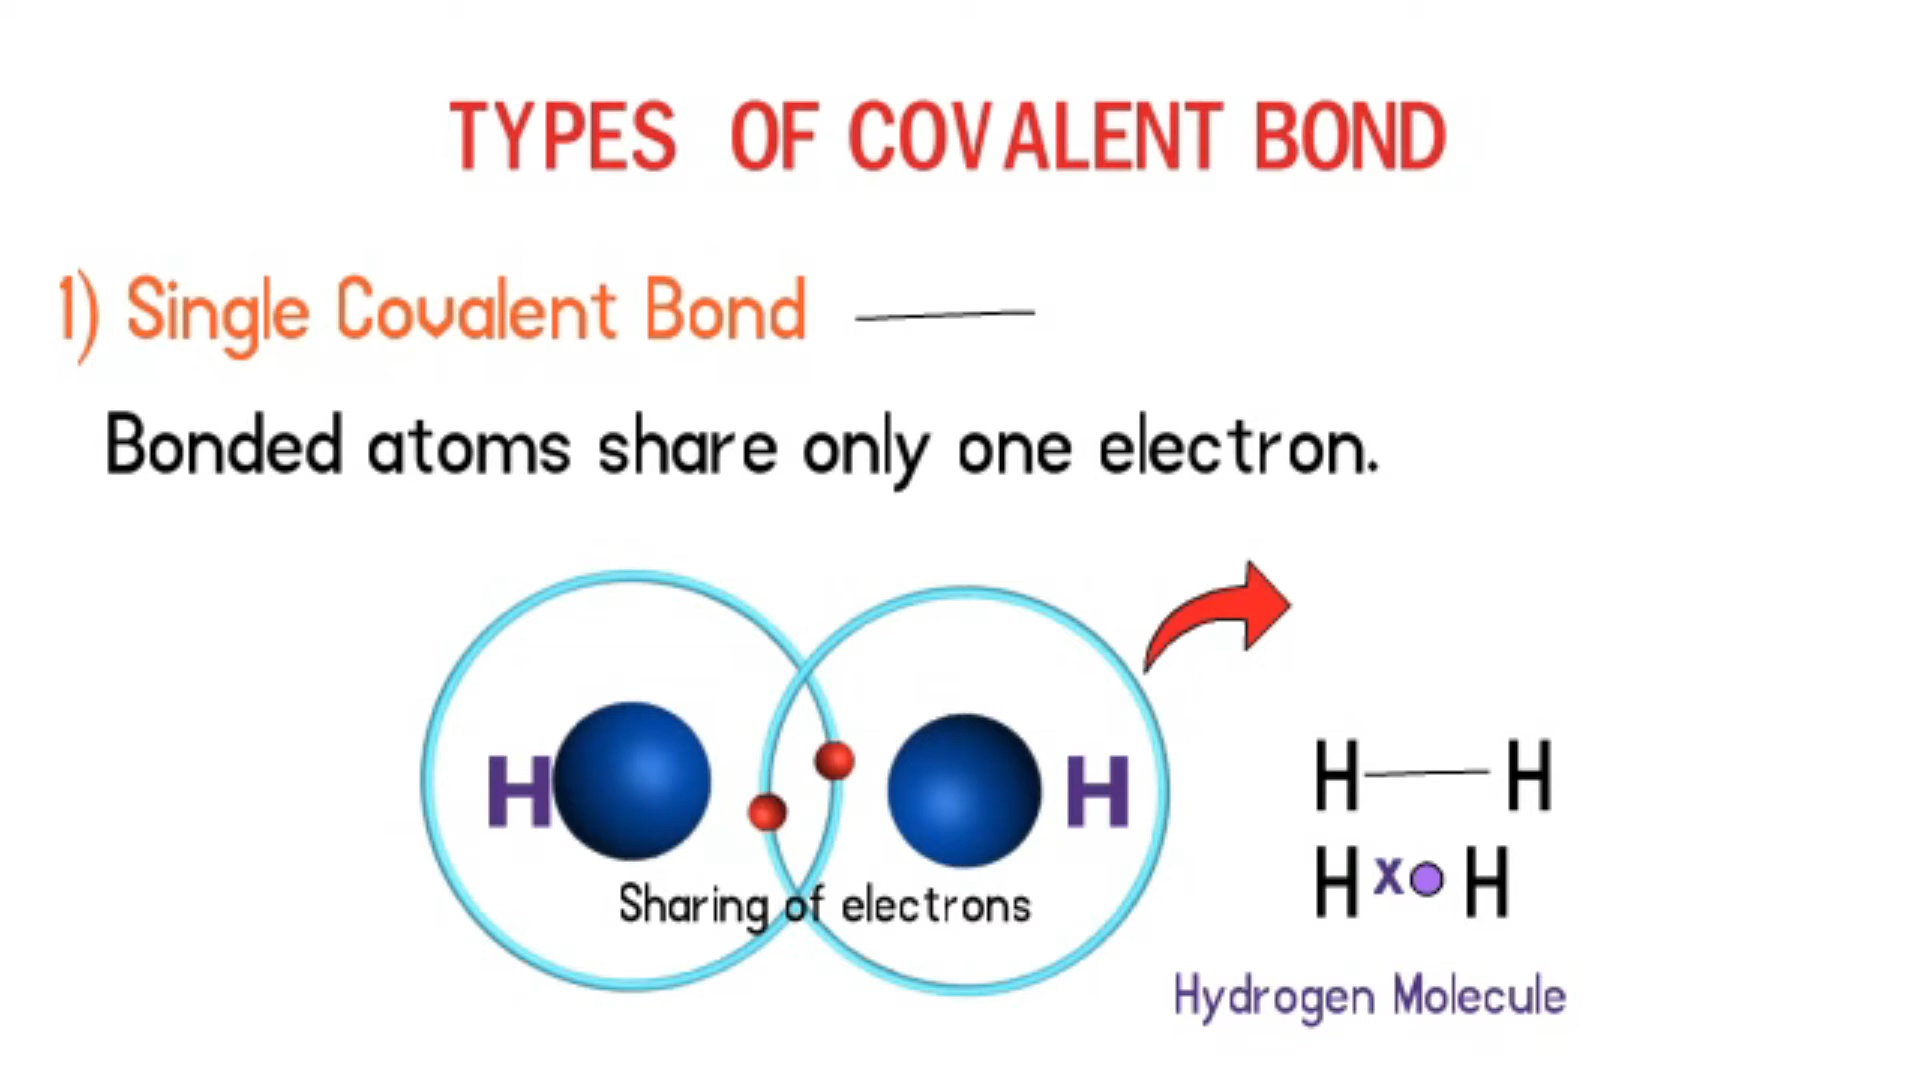 TYPES OF COVALENT BOND
1) Single Covalent Bond
Bonded atoms share only one electron.
H H
Sharing of electrons
H H
H x H
Hydrogen Molecule